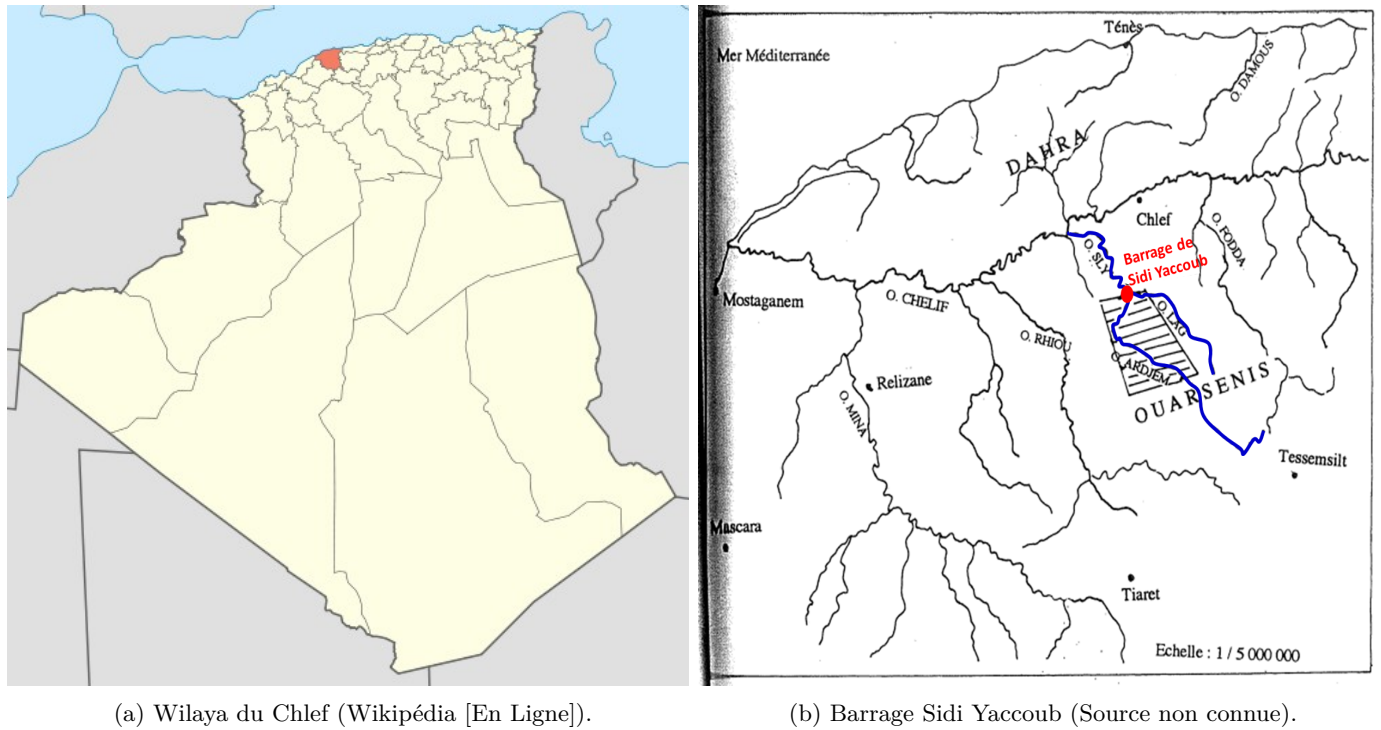 Ténès
Mer Méditerranée
O. DAMOUS
DAHRA
Chlef
O. FODDA
O. SLY
Barrage de
Sidi Yaccoub
Mostaganem
O. CHELIF
O. LAG
O. RHIOU
O. ARDJEM
Relizane
OUARSENIS
O. MINA
Tessemsilt
Mascara
Tiaret
Echelle : 1 / 5 000 000
(a) Wilaya du Chlef (Wikipédia [En Ligne]).
(b) Barrage Sidi Yaccoub (Source non connue).